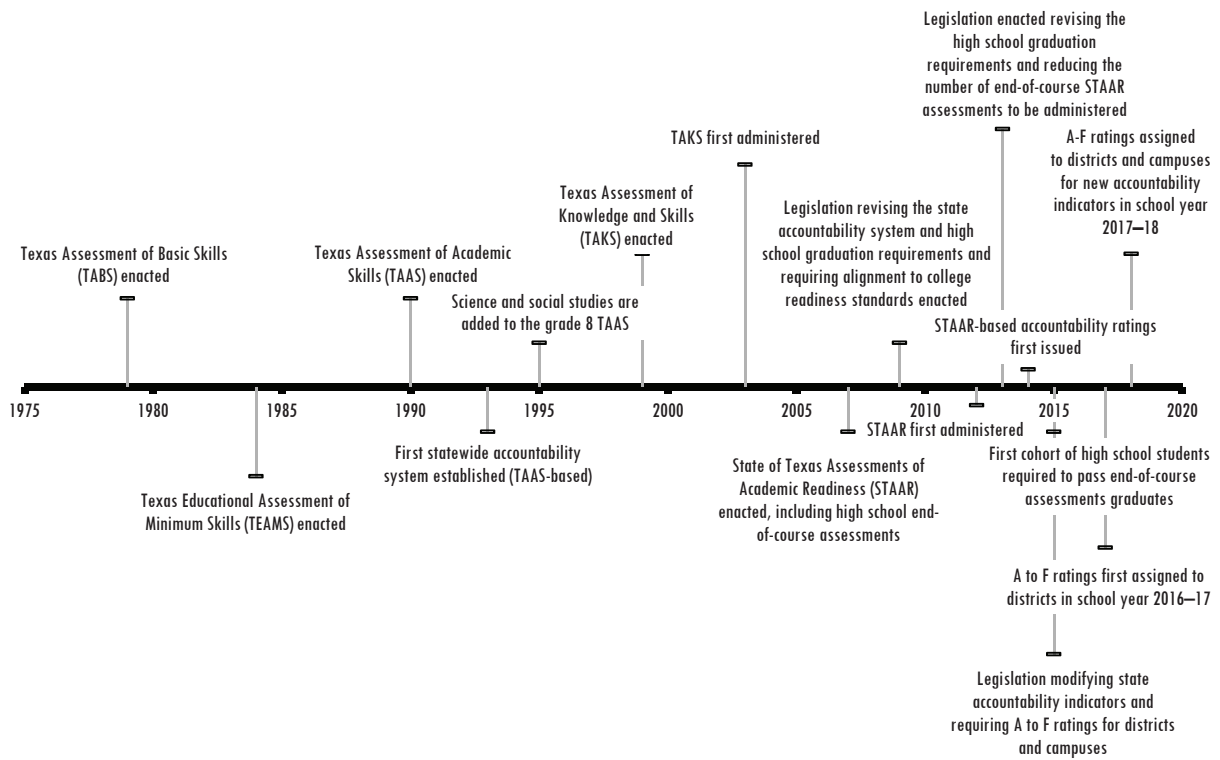 Legislation enacted revising the
high school graduation
requirements and reducing the
number of end-of-course STAAR
assessments to be administered
TAKS first administered
A-F ratings assigned
to districts and campuses
for new accountability
indicators in school year
2017—18
Texas Assessment of
Knowledge and Skills
(TAKS) enacted
Legislation revising the state
accountability system and high
school graduation requirements and
requiring alignment to college
readiness standards enacted
Texas Assessment of Basic Skills
(TABS) enacted
Texas Assessment of Academic
Skills (TAAS) enacted
Science and social studies are
added to the grade 8 TAAS
STAAR-based accountability ratings
first issued
1975 1980 1985 1990 1995 2000 2005 2010 2015 2020
STAAR first administered
First statewide accountability
system established (TAAS-based)
First cohort of high school students
required to pass end-of-course
assessments graduates
State of Texas Assessments of
Academic Readiness (STAAR)
enacted, including high school end-
of-course assessments
Texas Educational Assessment of
Minimum Skills (TEAMS) enacted
A to F ratings first assigned to
districts in school year 2016—17
Legislation modifying state
accountability indicators and
requiring A to F ratings for districts
and campuses